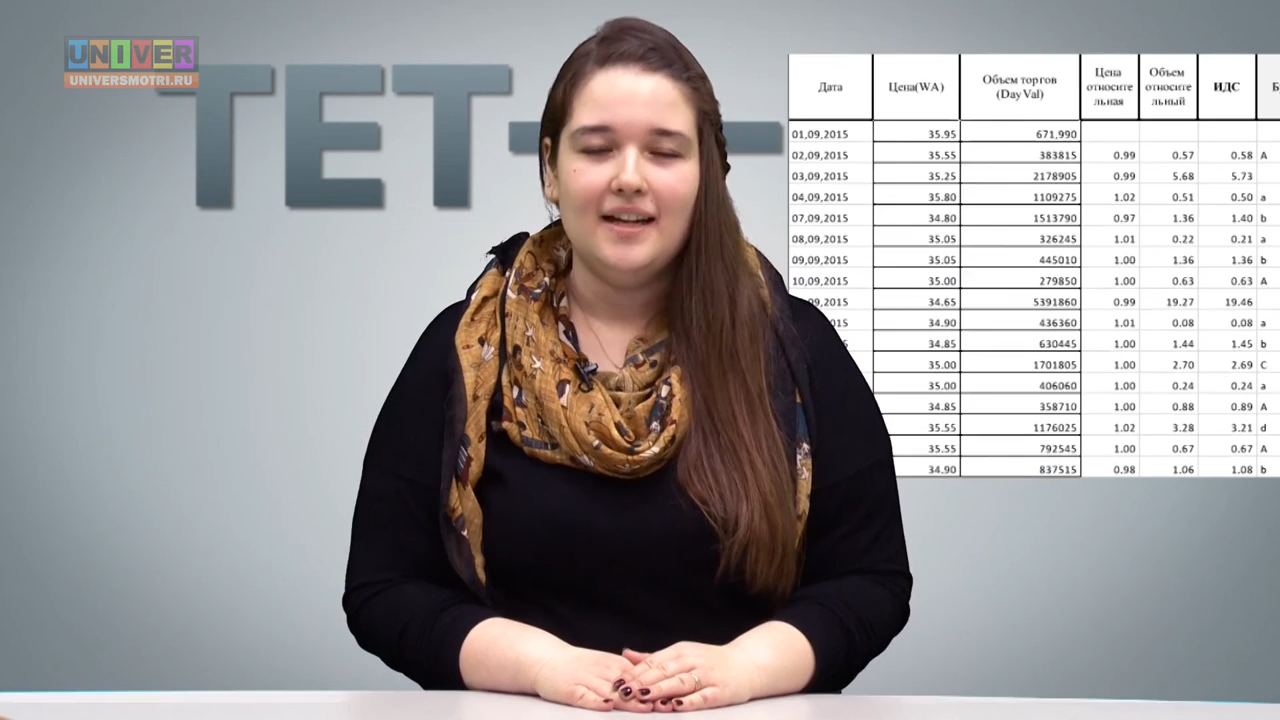 UNIVER
UNIVERSMOTRI.RU
ТЕТ
Дата Цена(WA) Объем торгов (Day Val) Цена относите льная Объем относите льный ИДС
01,09,2015 35.95 671,990
02,09,2015 35.55 383815 0.99 0.57 0.58 A
03,09,2015 35.25 2178905 0.99 5.68 5.73
04,09,2015 35.80 1109275 1.02 0.51 0.50 a
07,09,2015 34.80 1513790 0.97 1.36 1.40 b
08,09,2015 35.05 326245 1.01 0.22 0.21 a
09,09,2015 35.05 445010 1.00 1.36 1.36 b
10,09,2015 35.00 279850 1.00 0.63 0.63 A
09,2015 34.65 5391860 0.99 19.27 19.46
015 34.90 436360 1.01 0.08 0.08 a
34.85 630445 1.00 1.44 1.45 b
35.00 1701805 1.00 2.70 2.69 C
35.00 406060 1.00 0.24 0.24 a
34.85 358710 1.00 0.88 0.89 A
35.55 1176025 1.02 3.28 3.21 d
35.55 792545 1.00 0.67 0.67 A
34.90 837515 0.98 1.06 1.08 b